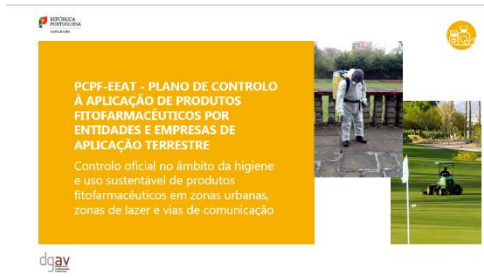 REPÚBLICA
PORTUGUESA
PCPF-EEAT - PLANO DE CONTROLO
À APLICAÇÃO DE PRODUTOS
FITOFARMACÊUTICOS POR
ENTIDADES E EMPRESAS DE
APLICAÇÃO TERRESTRE
Controlo oficial no âmbito da higiene
e uso sustentável de produtos
fitofarmacêuticos em zonas urbanas,
zonas de lazer e vias de comunicação
dgav